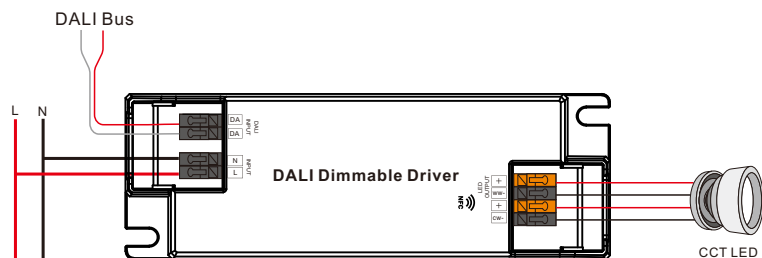 DALI Bus
L
N
DA
DA
DALI
INPUT
N
L
INPUT
DALI Dimmable Driver
NFC
LED
OUTPUT
+
WW-
+
CW-
CCT LED